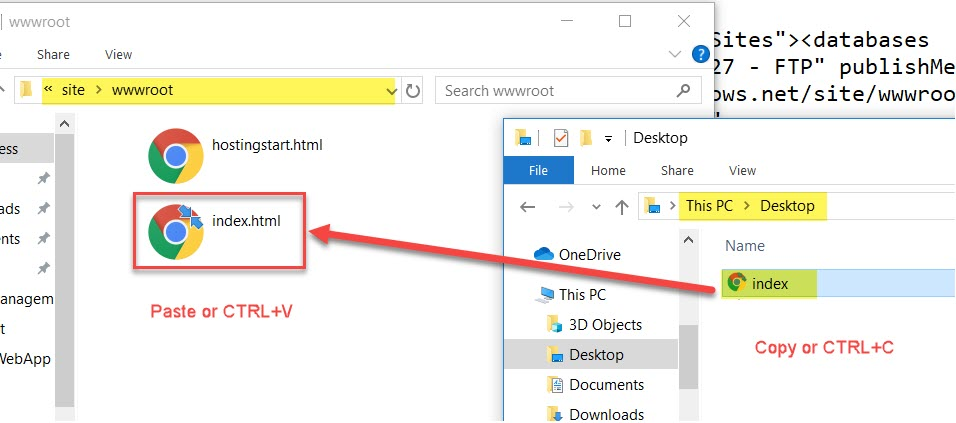 wwwroot
Share View
?
« site > wwwroot
Search wwwroot
ess
ads
ents
anagem
t
WebApp
hostingstart.html
index.html
Paste or CTRL+V
Sites"><databases
27 - FTP" publishMe
ows.net/site/wwwroo
Desktop
File Home Share View
This PC > Desktop
OneDrive
This PC
3D Objects
Desktop
Documents
Downloads
Name
index
Copy or CTRL+C